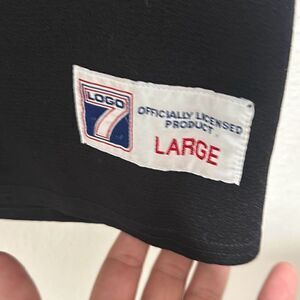 LOGO
7
OFFICIALLY LICENSED
PRODUCT
LARGE